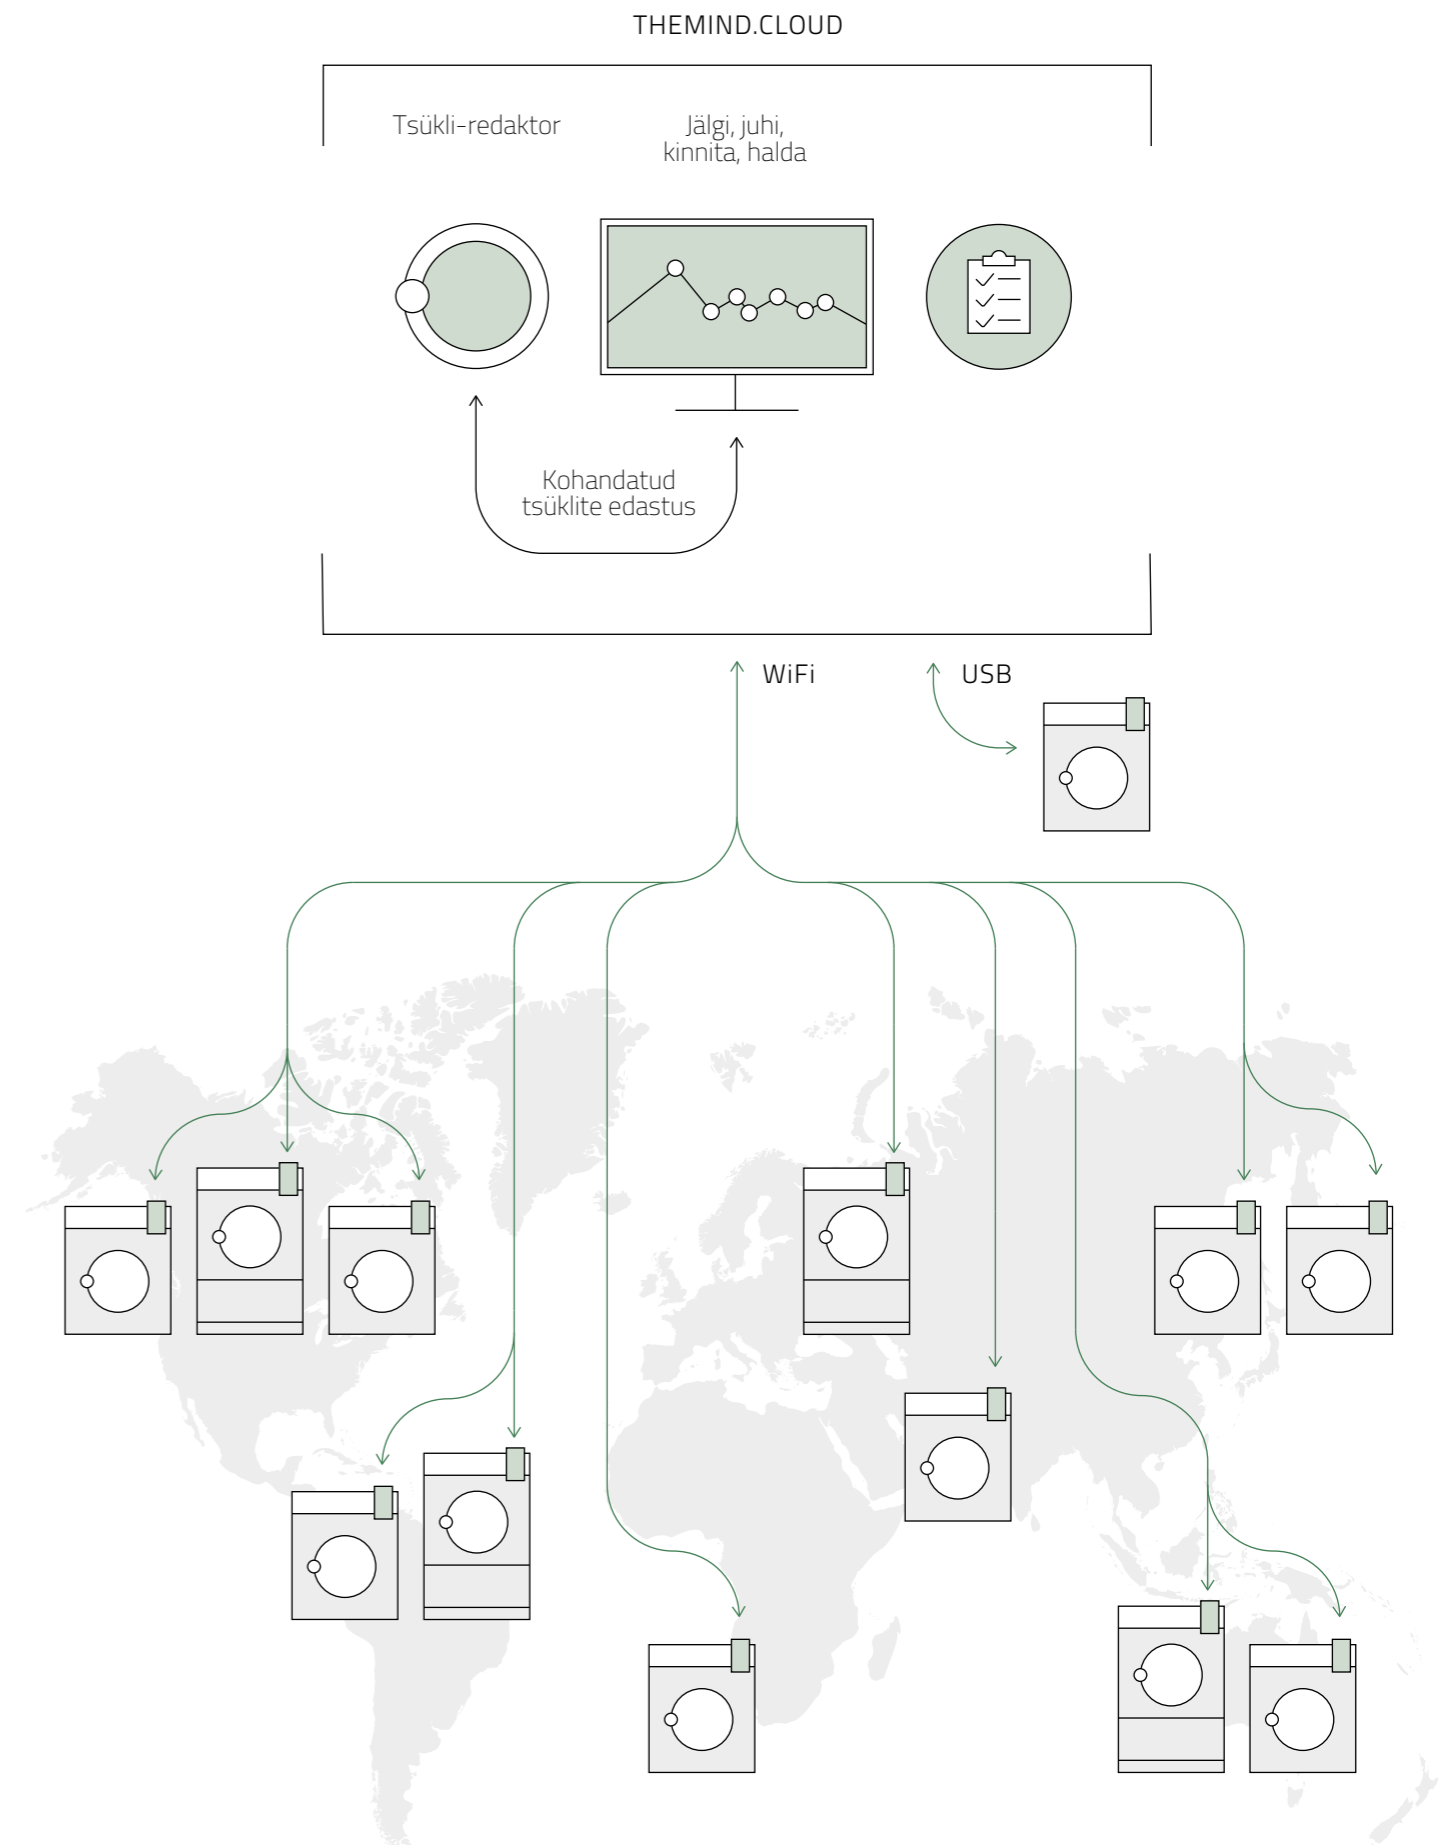 THEMIND.CLOUD
Tsükli-redaktor
Jälgi, juhi,
kinnita, halda
Kohandatud
tsüklite edastus
WiFi
USB